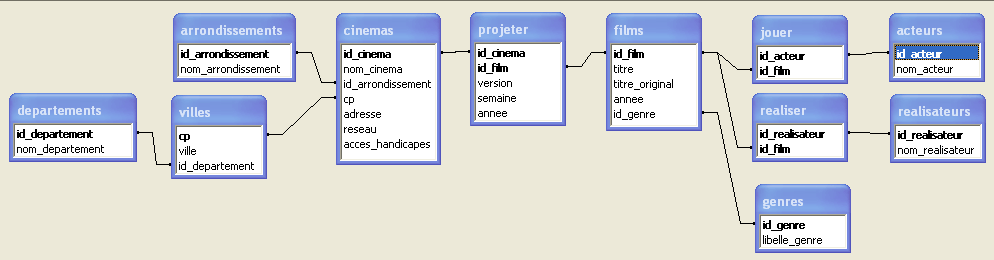 arrondissements
id_arrondissement
nom_arrondissement
cinemas
id_cinema
nom_cinema
id_arrondissement
cp
adresse
reseau
acces_handicapes
projeter
id_cinema
id_film
version
semaine
annee
films
id_film
titre
titre_original
annee
id_genre
jouer
id_acteur
id_film
acteurs
id_acteur
nom_acteur
departements
id_departement
nom_departement
villes
cp
ville
id_departement
realiser
id_realisateur
id_film
realisateurs
id_realisateur
nom_realisateur
genres
id_genre
libelle_genre